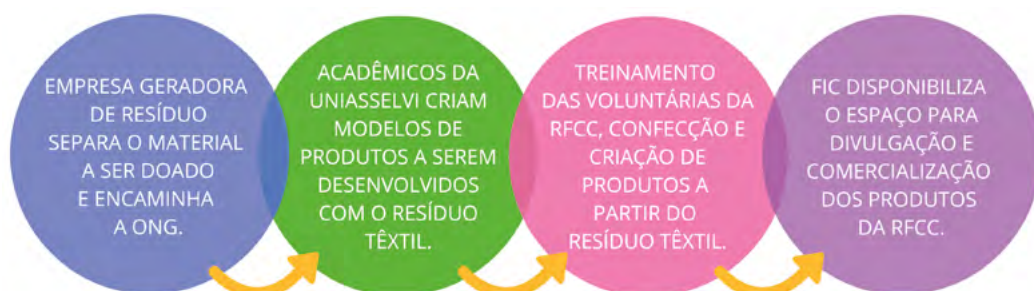 EMPRESA GERADORA
DE RESÍDUO
SEPARA O MATERIAL
A SER DOADO
E ENCAMINHA
A ONG.
ACADÊMICOS DA
UNIASSELVI CRIAM
MODELOS DE
PRODUTOS A SEREM
DESENVOLVIDOS
COM O RESÍDUO
TÊXTIL.
TREINAMENTO
DAS VOLUNTÁRIAS DA
RFCC, CONFECÇÃO E
CRIAÇÃO DE
PRODUTOS A
PARTIR DO
RESÍDUO TÊXTIL.
FIC DISPONIBILIZA
O ESPAÇO PARA
DIVULGAÇÃO E
COMERCIALIZAÇÃO
DOS PRODUTOS
DA RFCC.